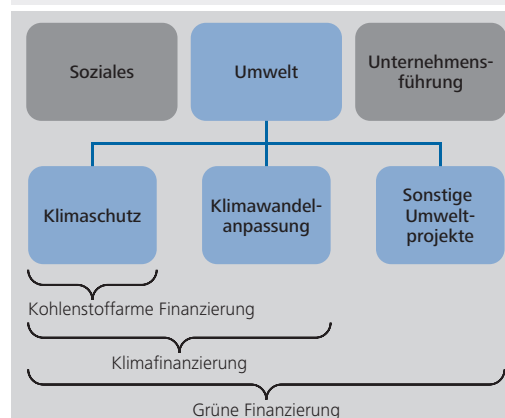 Soziales
Umwelt
Unternehmens-
führung
Klimaschutz
Klimawandel-
anpassung
Sonstige
Umwelt-
projekte
Kohlenstoffarme Finanzierung
Klimafinanzierung
Grüne Finanzierung